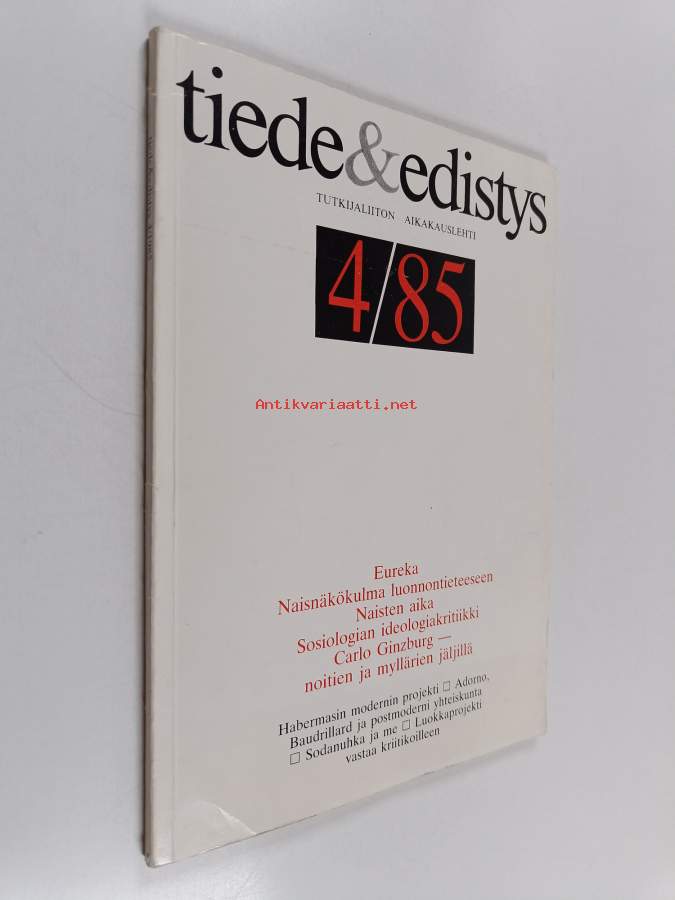 tiede&edistys
TUTKIJALIITON AIKAKAUSLEHTI
4/85
Antikvariaatti.net
Eureka
Naisnäkökulma luonnontieteeseen
Naisten aika
Sosiologian ideologiakritiikki
Carlo Ginzburg —
noitien ja myllärien jäljillä
Habermasin modernin projekti □ Adorno,
Baudrillard ja postmoderni yhteiskunta
□ Sodanuhka ja me □ Luokkaprojekti
vastaa kriitikoilleen